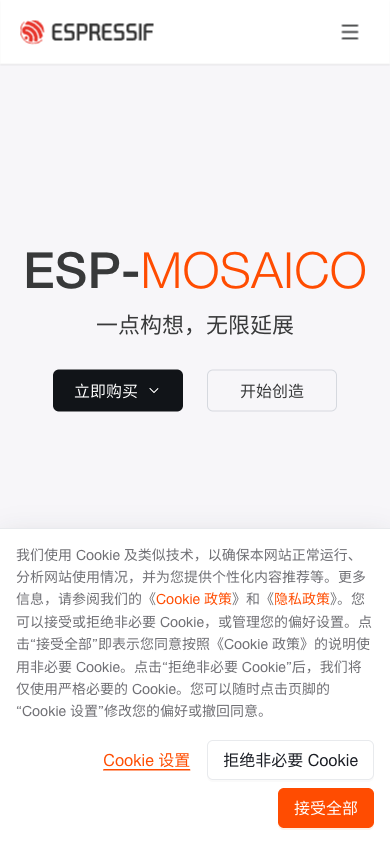 ESPRESSIF
ESP-MOSAICO
一点构想，无限延展
立即购买
开始创造
我们使用 Cookie 及类似技术，以确保本网站正常运行、
分析网站使用情况，并为您提供个性化内容推荐等。更多
信息，请参阅我们的《Cookie 政策》和《隐私政策》。您
可以接受或拒绝非必要 Cookie，或管理您的偏好设置。点
击“接受全部”即表示您同意按照《Cookie 政策》的说明使
用非必要 Cookie。点击“拒绝非必要 Cookie”后，我们将
仅使用严格必要的 Cookie。您可以随时点击页脚的
“Cookie 设置”修改您的偏好或撤回同意。
Cookie 设置
拒绝非必要 Cookie
接受全部